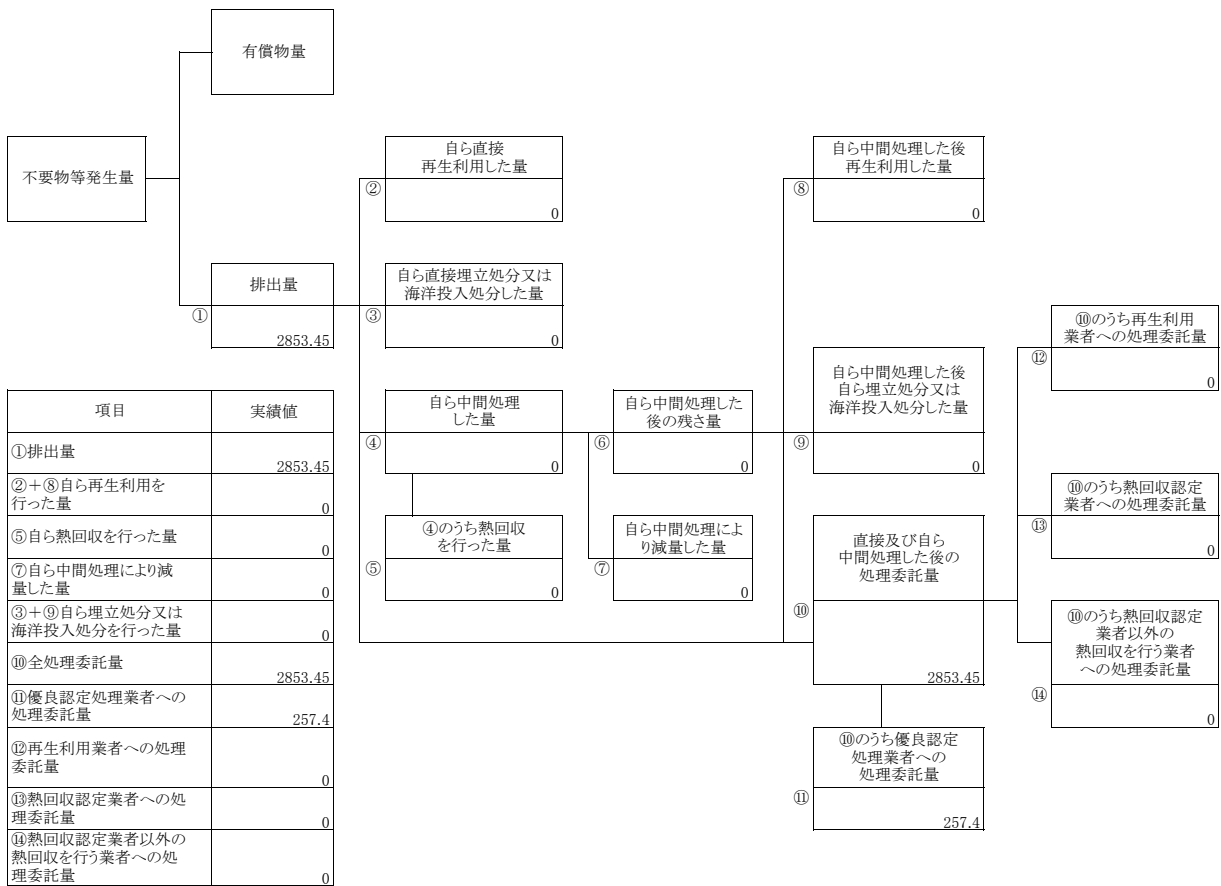 有償物量
不要物等発生量
自ら直接
再生利用した量
②
0
自ら中間処理した後
再生利用した量
⑧
0
排出量
①
2853.45
自ら直接埋立処分又は
海洋投入処分した量
③
0
⑩のうち再生利用
業者への処理委託量
⑫
0
自ら中間処理
した量
④
0
自ら中間処理した
後の残さ量
⑥
0
自ら中間処理した後
自ら埋立処分又は
海洋投入処分した量
⑨
0
④のうち熱回収
を行った量
⑤
0
自ら中間処理によ
り減量した量
⑦
0
直接及び自ら
中間処理した後の
処理委託量
⑩
2853.45
⑩のうち熱回収認定
業者への処理委託量
⑬
0
⑩のうち熱回収認定
業者以外の
熱回収を行う業者
への処理委託量
⑭
0
⑩のうち優良認定
処理業者への
処理委託量
⑪
257.4
項目 実績値
①排出量
2853.45
②+⑧自ら再生利用を
行った量
0
⑤自ら熱回収を行った量
0
⑦自ら中間処理により減
量した量
0
③+⑨自ら埋立処分又は
海洋投入処分を行った量
0
⑩全処理委託量
2853.45
⑪優良認定処理業者への
処理委託量
257.4
⑫再生利用業者への処理
委託量
0
⑬熱回収認定業者への処
理委託量
0
⑭熱回収認定業者以外の
熱回収を行う業者への処
理委託量
0